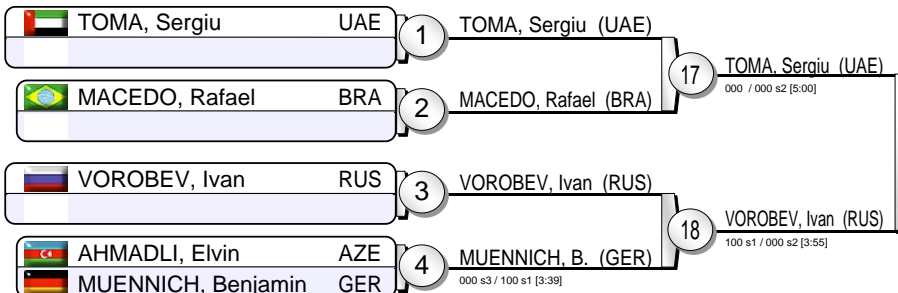 TOMA, Sergiu UAE
1
TOMA, Sergiu (UAE)
MACEDO, Rafael BRA
2
MACEDO, Rafael (BRA)
17
TOMA, Sergiu (UAE)
000 / 000 s2 [5:00]
VOROBEV, Ivan RUS
3
VOROBEV, Ivan (RUS)
AHMADLI, Elvin AZE
MUENNICH, Benjamin GER
4
MUENNICH, B. (GER)
000 s3 / 100 s1 [3:39]
18
VOROBEV, Ivan (RUS)
100 s1 / 000 s2 [3:55]